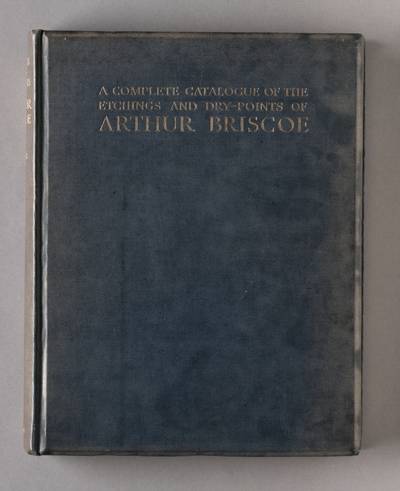 A COMPLETE CATALOGUE OF THE
ETCHINGS AND DRY-POINTS OF
ARTHUR BRISCOE